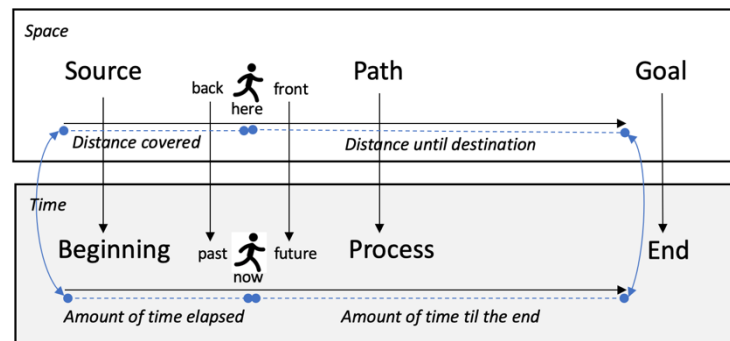 Space
Source Path Goal
back front
here
Distance covered Distance until destination
Time
Beginning past future Process End
now
Amount of time elapsed Amount of time til the end